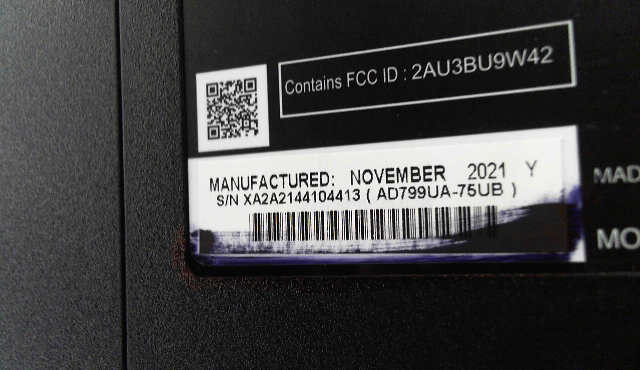 Contains FCC ID : 2AU3BU9W42
MANUFACTURED: NOVEMBER 2021 Y
S/N XA2A2144104413 ( AD799UA-75UB )
MAD
MO